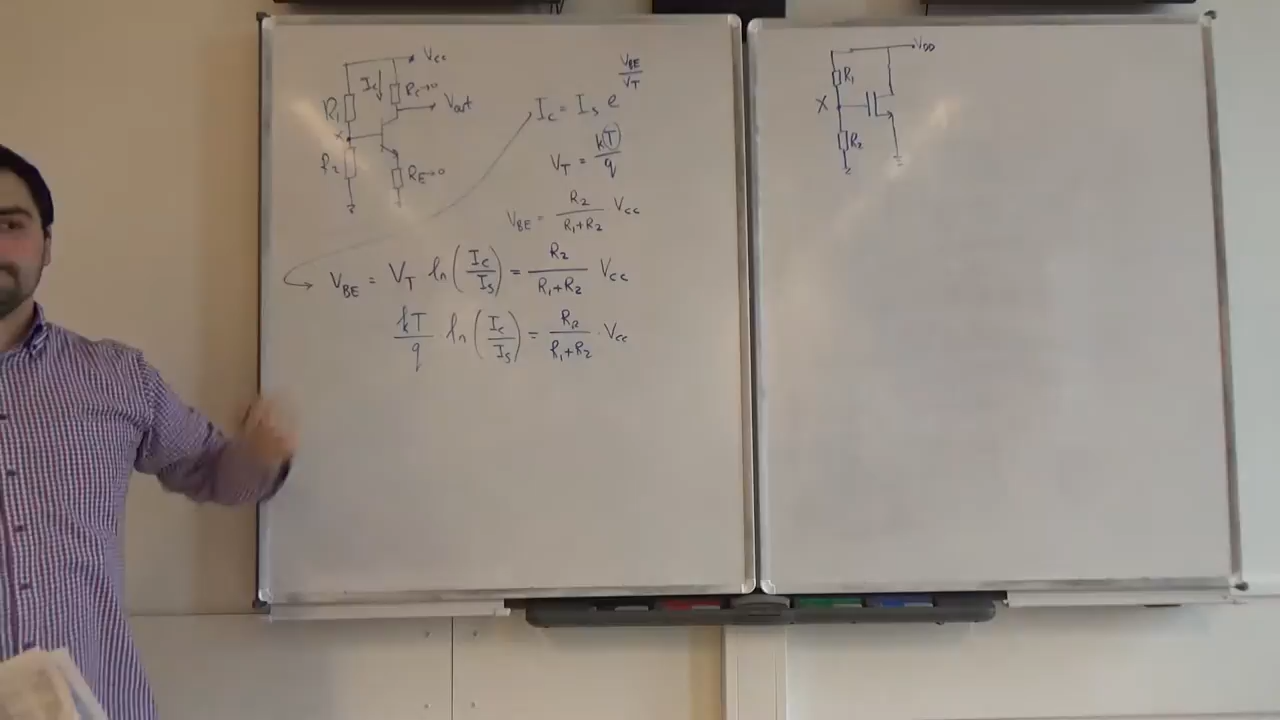 Vcc
Ic
Rc→0
R1
Vout
X
R2
RE→0
Ic = Is e^(VBE/VT)
VT = kT/q
VBE = R2/(R1+R2) Vcc
VBE = VT ln(Ic/Is) = R2/(R1+R2) Vcc
kT/q · ln(Ic/Is) = R2/(R1+R2) · Vcc
VDD
R1
X
R2